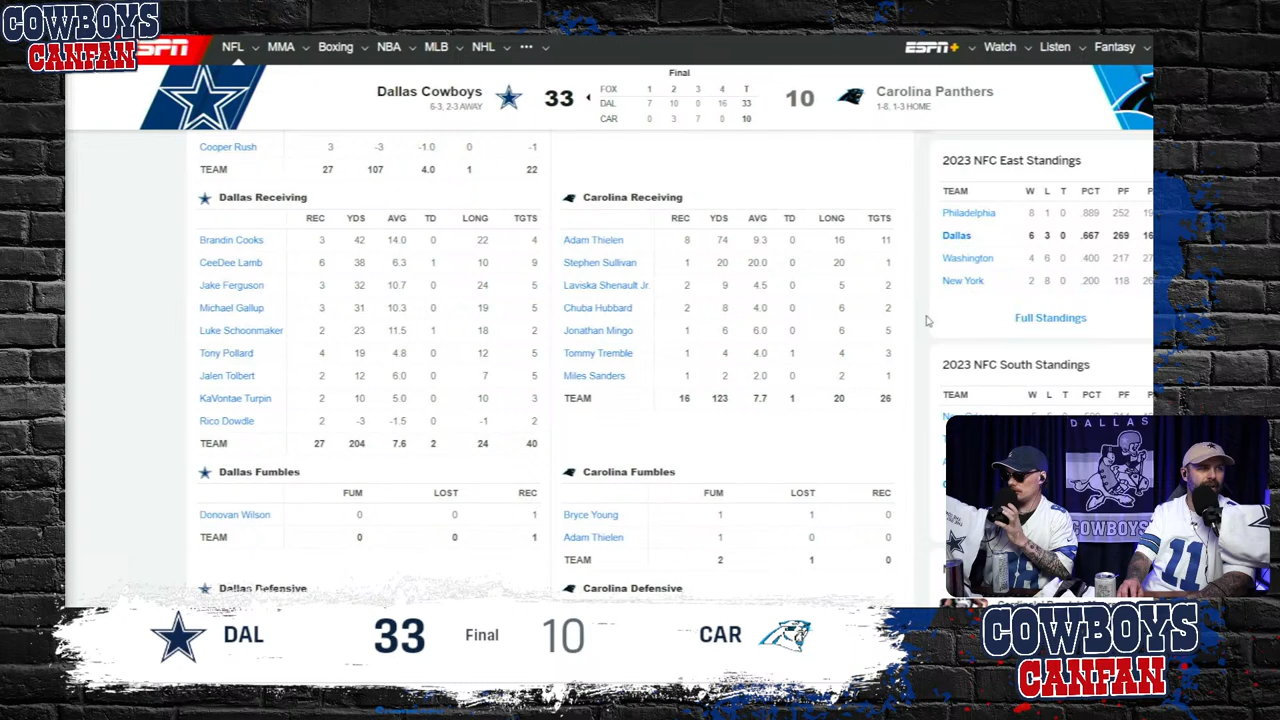 COWBOYS
CANFAN
ESPN NFL MMA Boxing NBA MLB NHL ••• ESPN+ Watch Listen Fantasy
Final
Dallas Cowboys
6-3, 2-3 AWAY
33
FOX 1 2 3 4 T
DAL 7 10 0 16 33
CAR 0 3 7 0 10
10
Carolina Panthers
1-8, 1-3 HOME
Cooper Rush 3 -3 -1.0 0 -1
TEAM 27 107 4.0 1 22
Dallas Receiving
REC YDS AVG TD LONG TGTS
Brandin Cooks 3 42 14.0 0 22 4
CeeDee Lamb 6 38 6.3 1 10 9
Jake Ferguson 3 32 10.7 0 24 5
Michael Gallup 3 31 10.3 0 19 5
Luke Schoonmaker 2 23 11.5 1 18 2
Tony Pollard 4 19 4.8 0 12 5
Jalen Tolbert 2 12 6.0 0 7 5
KaVontae Turpin 2 10 5.0 0 10 3
Rico Dowdle 2 -3 -1.5 0 -1 2
TEAM 27 204 7.6 2 24 40
Carolina Receiving
REC YDS AVG TD LONG TGTS
Adam Thielen 8 74 9.3 0 16 11
Stephen Sullivan 1 20 20.0 0 20 1
Laviska Shenault Jr. 2 9 4.5 0 5 2
Chuba Hubbard 2 8 4.0 0 6 2
Jonathan Mingo 1 6 6.0 0 6 5
Tommy Tremble 1 4 4.0 1 4 3
Miles Sanders 1 2 2.0 0 2 1
TEAM 16 123 7.7 1 20 26
Dallas Fumbles
FUM LOST REC
Donovan Wilson 0 0 1
TEAM 0 0 1
Carolina Fumbles
FUM LOST REC
Bryce Young 1 1 0
Adam Thielen 1 0 0
TEAM 2 1 0
Dallas Defensive
Carolina Defensive
2023 NFC East Standings
TEAM W L T PCT PF
Philadelphia 8 1 0 .889 252
Dallas 6 3 0 .667 269
Washington 4 6 0 .400 217
New York 2 8 0 .200 118
Full Standings
2023 NFC South Standings
TEAM W L T PCT PF
DALLAS
COWBOYS
11
DAL 33 Final 10 CAR
COWBOYS
CANFAN